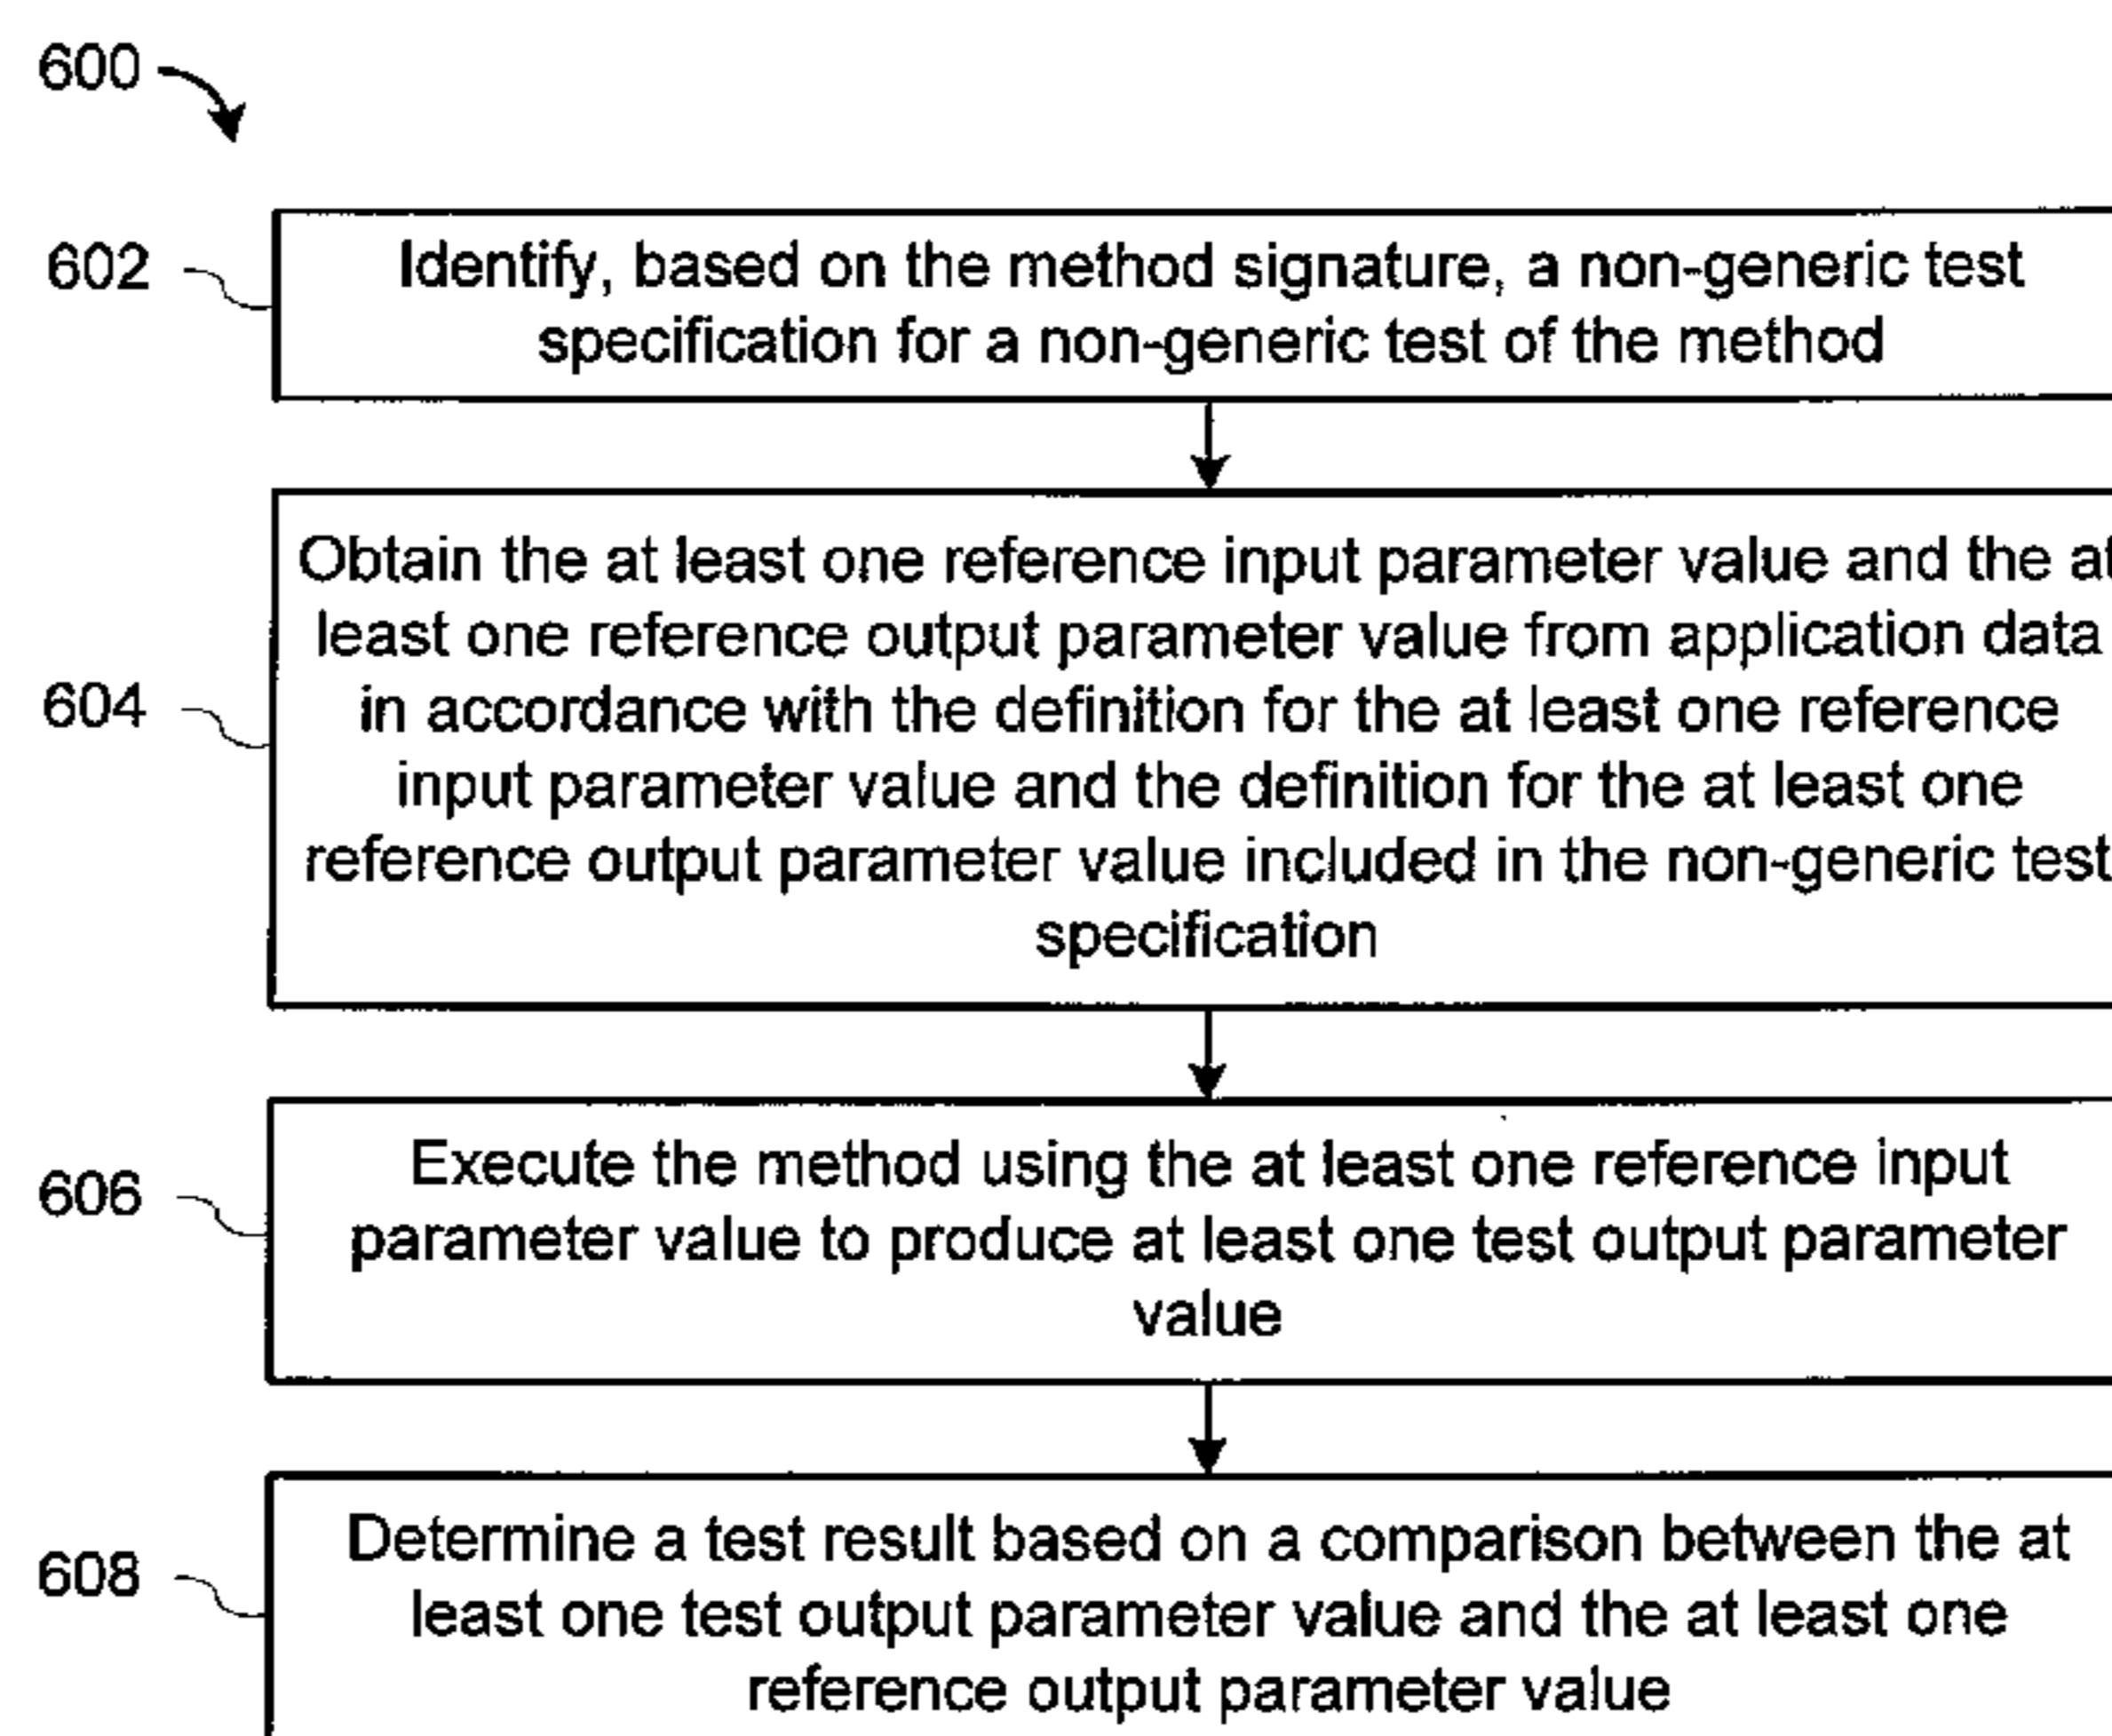 600
602
Identify, based on the method signature, a non-generic test
specification for a non-generic test of the method
604
Obtain the at least one reference input parameter value and the at
least one reference output parameter value from application data
in accordance with the definition for the at least one reference
input parameter value and the definition for the at least one
reference output parameter value included in the non-generic test
specification
606
Execute the method using the at least one reference input
parameter value to produce at least one test output parameter
value
608
Determine a test result based on a comparison between the at
least one test output parameter value and the at least one
reference output parameter value